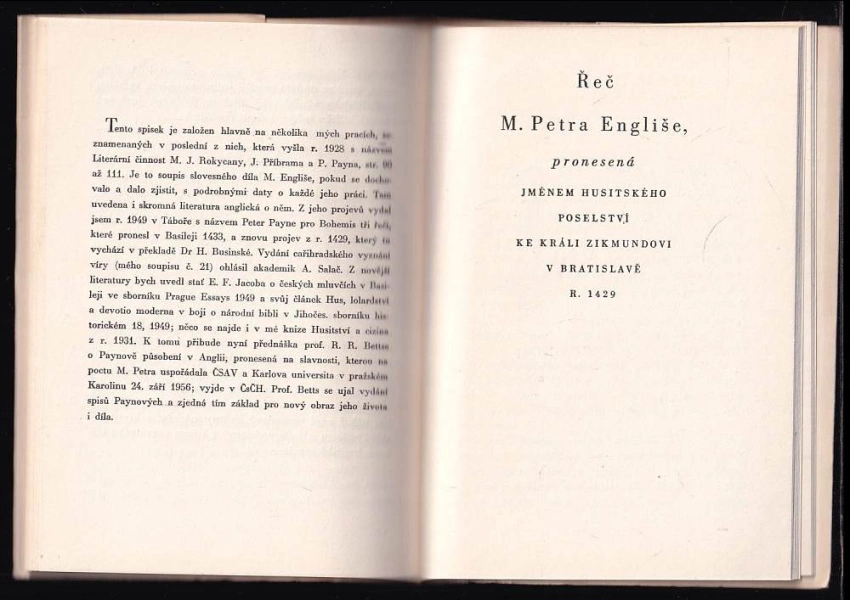 Tento spisek je založen hlavně na několika mých pracích, se-
znamenaných v poslední z nich, která vyšla r. 1928 s názvem
Literární činnost M. J. Rokycany, J. Příbrama a P. Payna, str. 90
až 111. Je to soupis slovesného díla M. Engliše, pokud se docho-
valo a dalo zjistit, s podrobnými daty o každé jeho práci. Tam
uvedena i skromná literatura anglická o něm. Z jeho projevů vydal
jsem r. 1949 v Táboře s názvem Peter Payne pro Bohemis tři řeči,
které pronesl v Basileji 1433, a znovu projev z r. 1429, který tu
vychází v překladě Dr H. Businské. Vydání cařihradského vyznání
víry (mého soupisu č. 21) ohlásil akademik A. Salač. Z novější
literatury bych uvedl stať E. F. Jacoba o českých mluvčích v Basi-
leji ve sborníku Prague Essays 1949 a svůj článek Hus, lolardství
a devotio moderna v boji o národní bibli v Jihočes. sborníku his-
torickém 18, 1949; něco se najde i v mé knize Husitství a cizina
z r. 1931. K tomu přibude nyní přednáška prof. R. R. Bettse
o Paynově působení v Anglii, pronesená na slavnosti, kterou na
poctu M. Petra uspořádala ČSAV a Karlova universita v pražském
Karolinu 24. září 1956; vyjde v ČsČH. Prof. Betts se ujal vydání
spisů Paynových a zjedná tím základ pro nový obraz jeho života
i díla.
Řeč
M. Petra Engliše,
pronesená
JMÉNEM HUSITSKÉHO
POSELSTVÍ
KE KRÁLI ZIKMUNDOVI
V BRATISLAVĚ
R. 1429